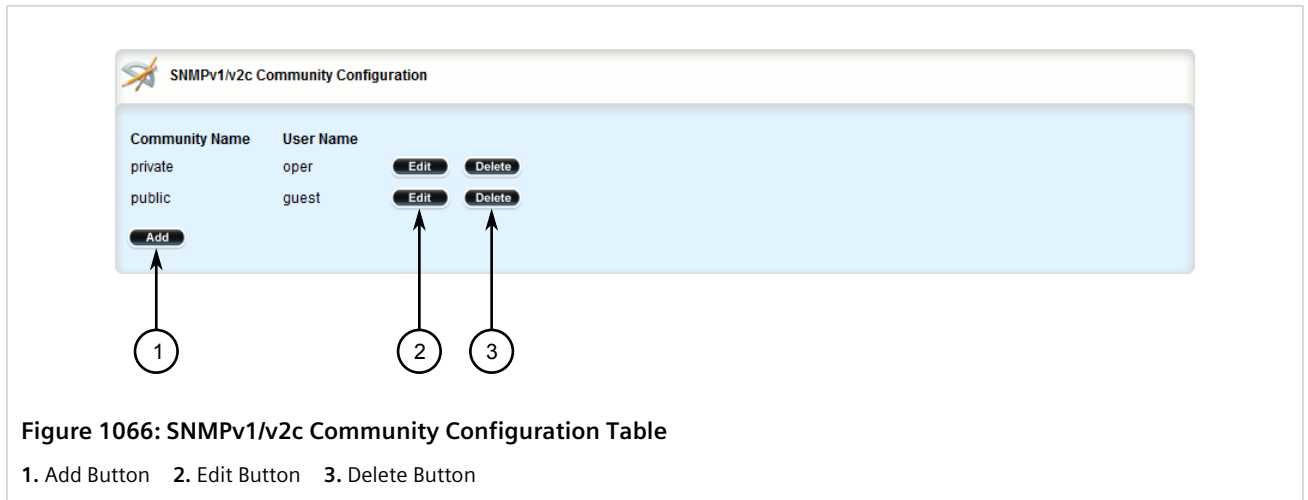 SNMPv1/v2c Community Configuration
Community Name User Name
private oper Edit Delete
public guest Edit Delete
Add
1 2 3
Figure 1066: SNMPv1/v2c Community Configuration Table
1. Add Button 2. Edit Button 3. Delete Button